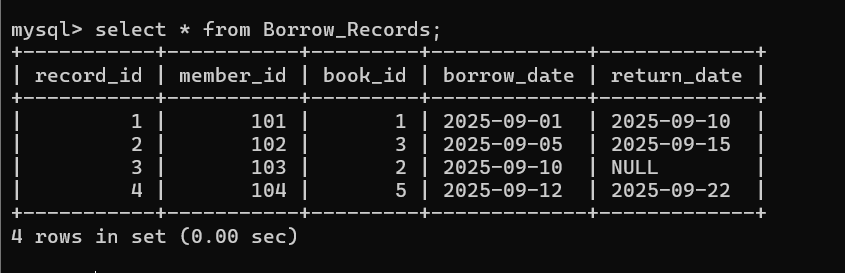 mysql> select * from Borrow_Records;
+-----------+-----------+---------+-------------+-------------+
| record_id | member_id | book_id | borrow_date | return_date |
+-----------+-----------+---------+-------------+-------------+
|         1 |       101 |       1 | 2025-09-01  | 2025-09-10  |
|         2 |       102 |       3 | 2025-09-05  | 2025-09-15  |
|         3 |       103 |       2 | 2025-09-10  | NULL        |
|         4 |       104 |       5 | 2025-09-12  | 2025-09-22  |
+-----------+-----------+---------+-------------+-------------+
4 rows in set (0.00 sec)